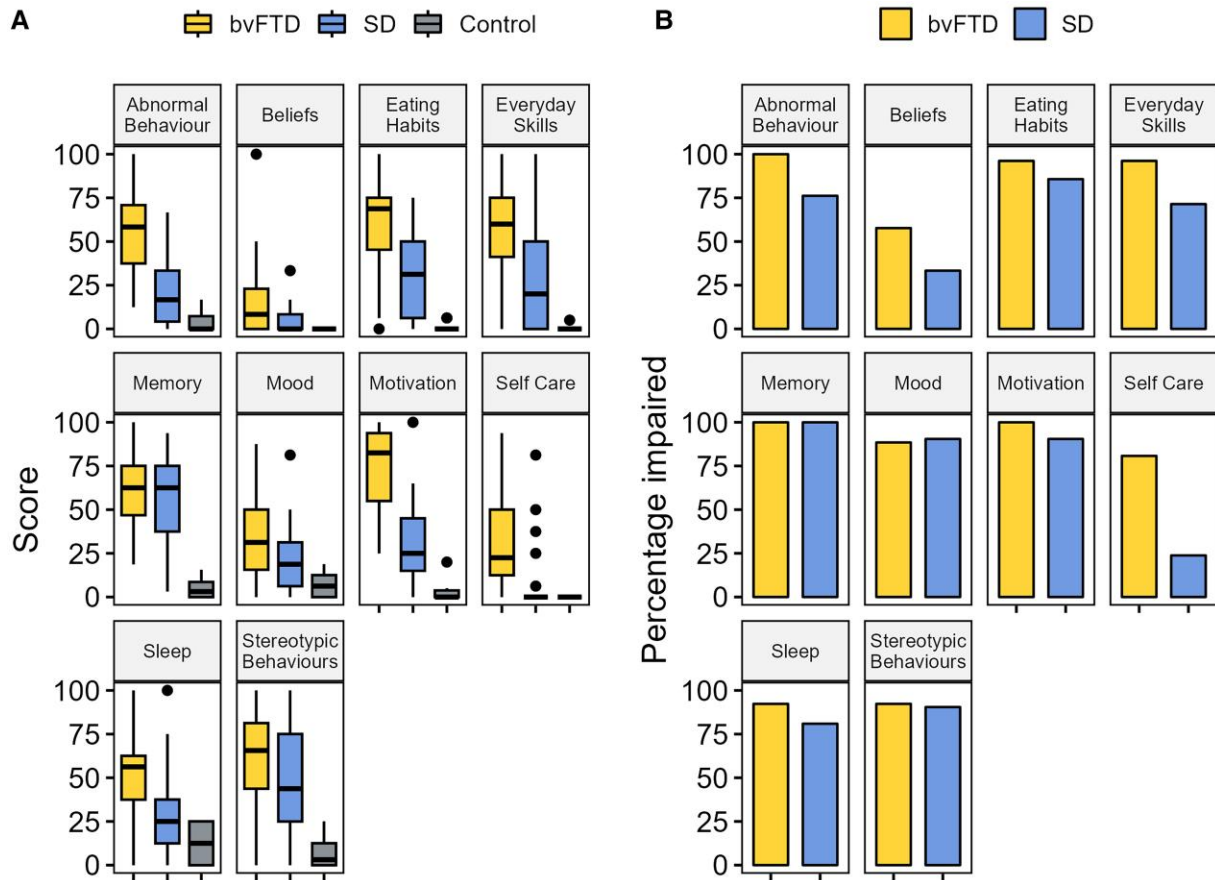 A
bvFTD SD Control
Abnormal
Behaviour
Beliefs
Eating
Habits
Everyday
Skills
100
75
50
25
0
Memory
Mood
Motivation
Self Care
100
75
50
25
0
Score
Sleep
Stereotypic
Behaviours
100
75
50
25
0
B
bvFTD SD
Abnormal
Behaviour
Beliefs
Eating
Habits
Everyday
Skills
100
75
50
25
0
Memory
Mood
Motivation
Self Care
100
75
50
25
0
Percentage impaired
Sleep
Stereotypic
Behaviours
100
75
50
25
0